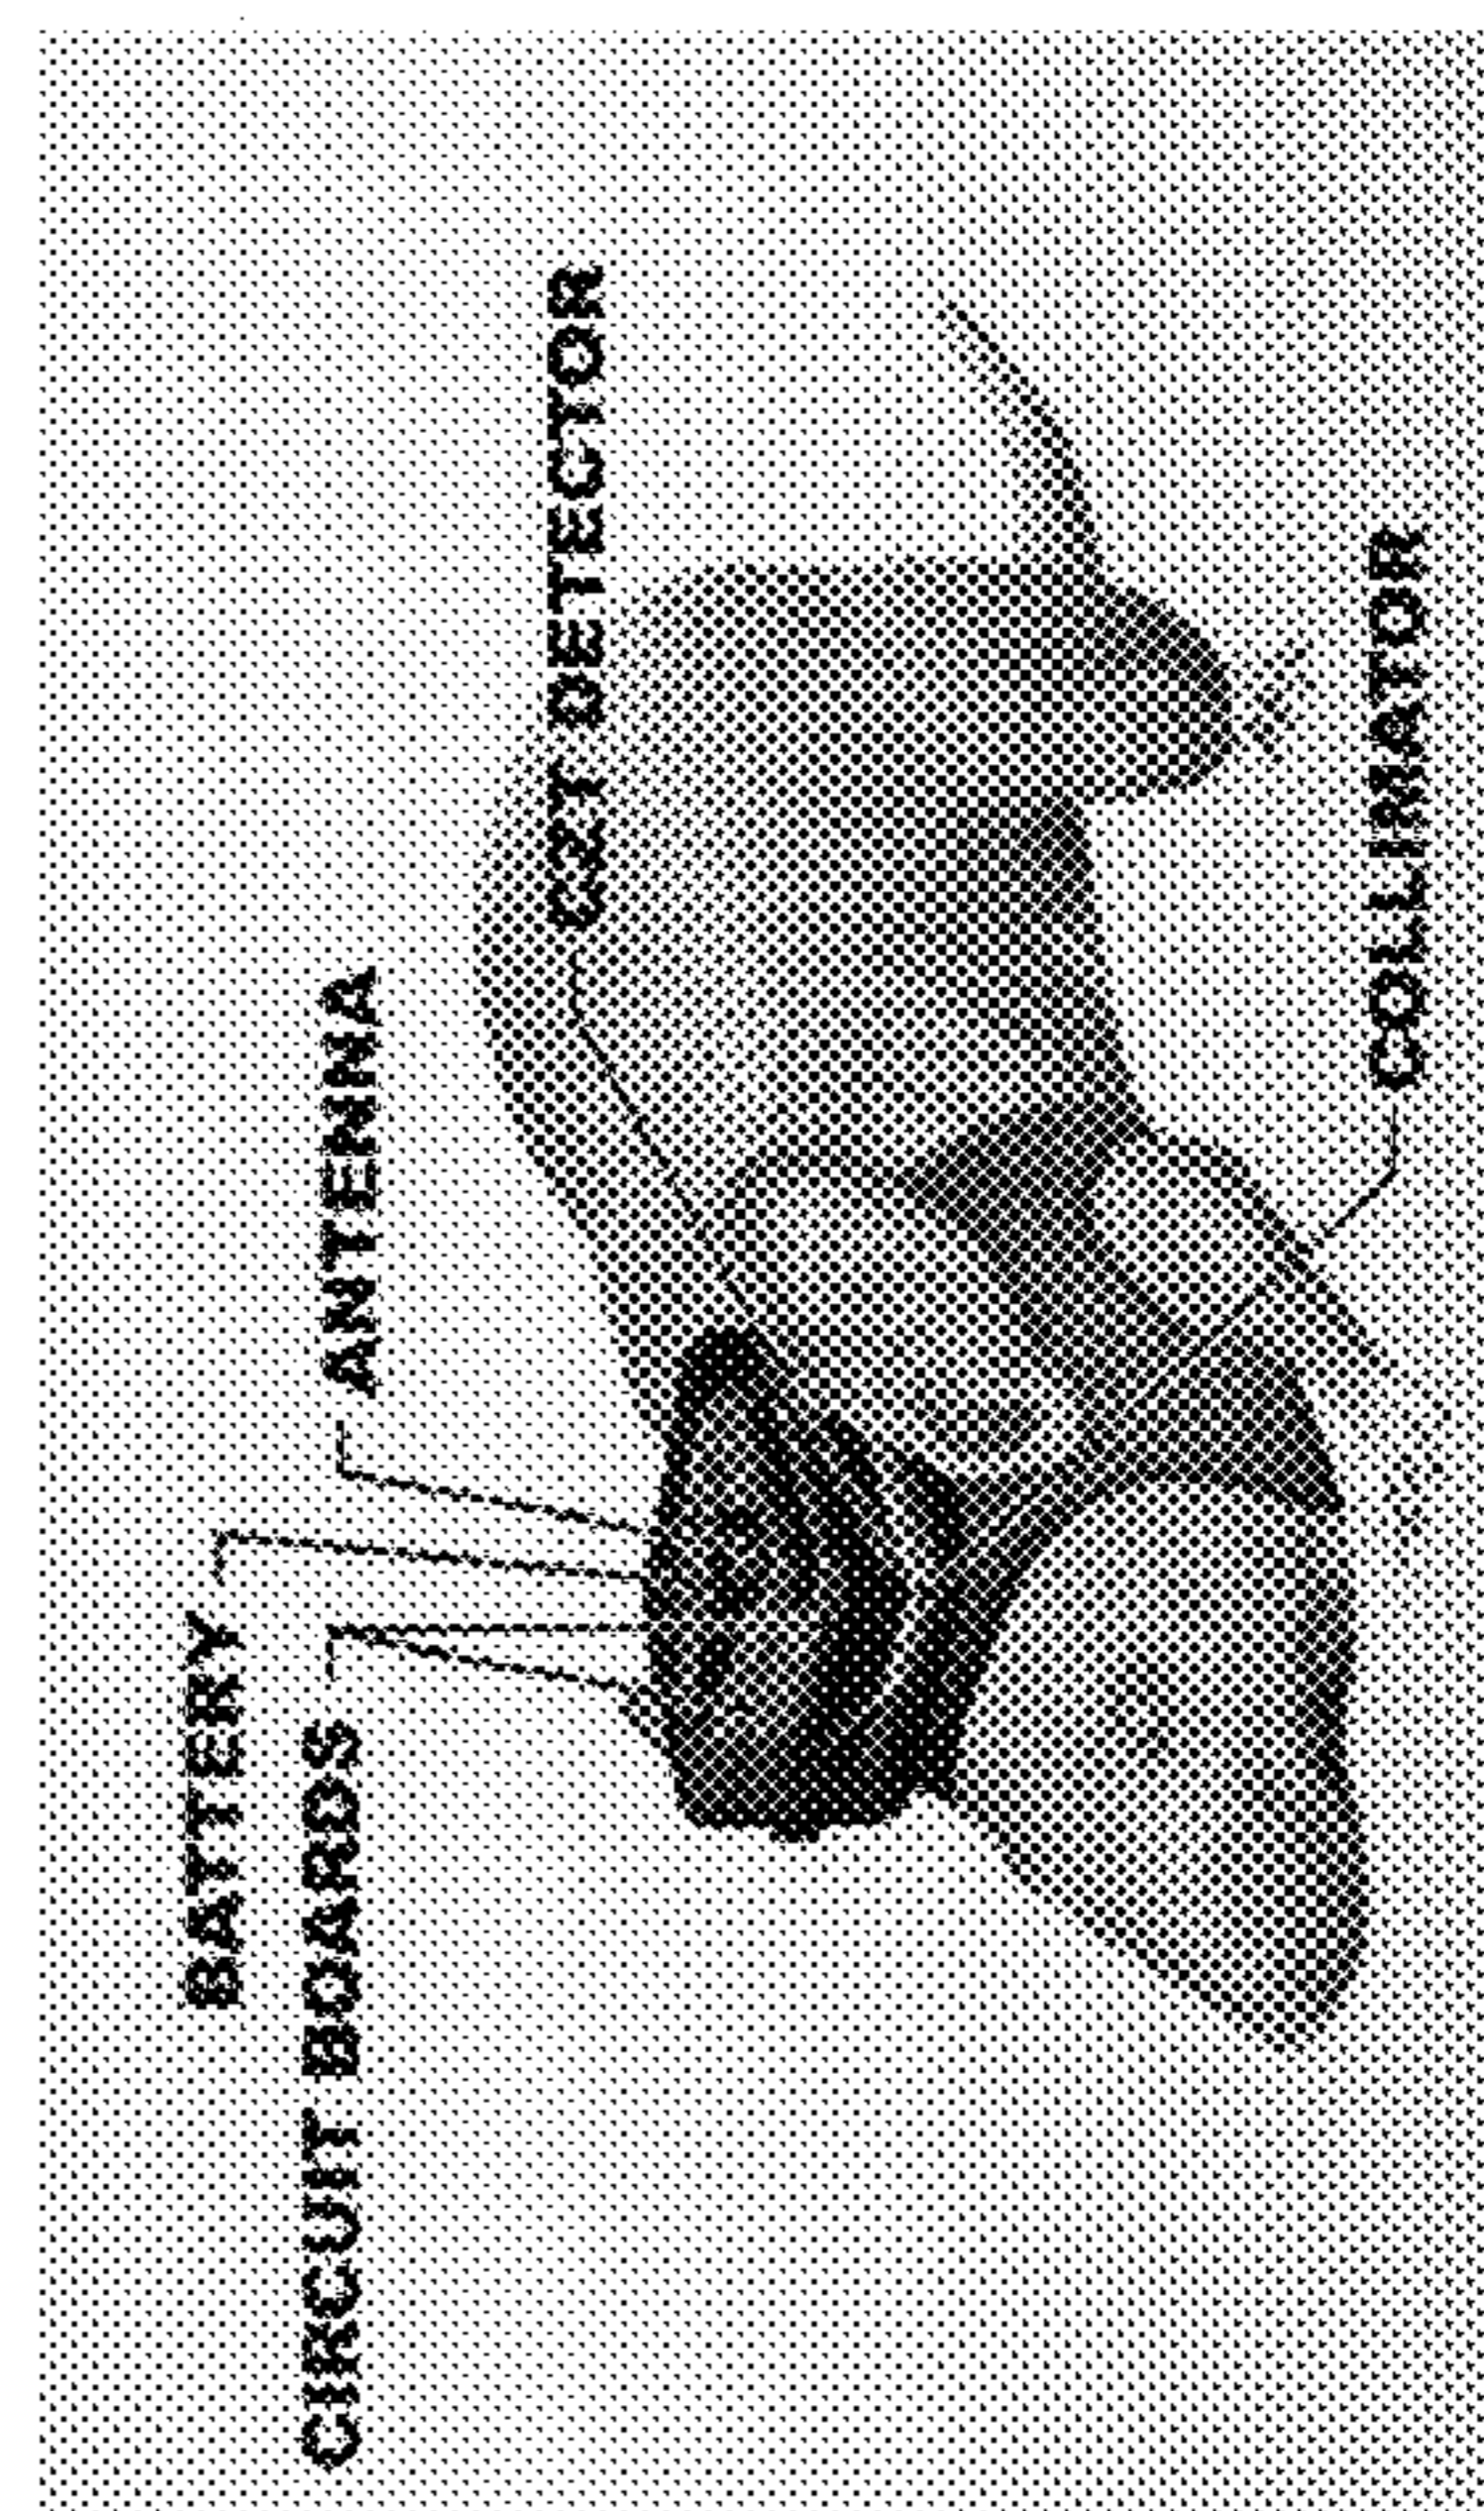 BATTERY
CIRCUIT BOARDS
ANTENNA
CZT DETECTOR
COLLIMATOR